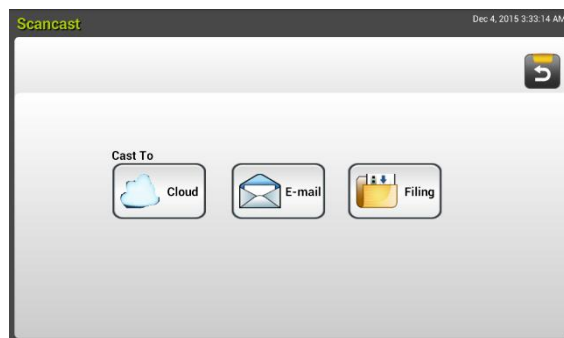 Scancast
Dec 4, 2015 3:33:14 AM
Cast To
Cloud
E-mail
Filing